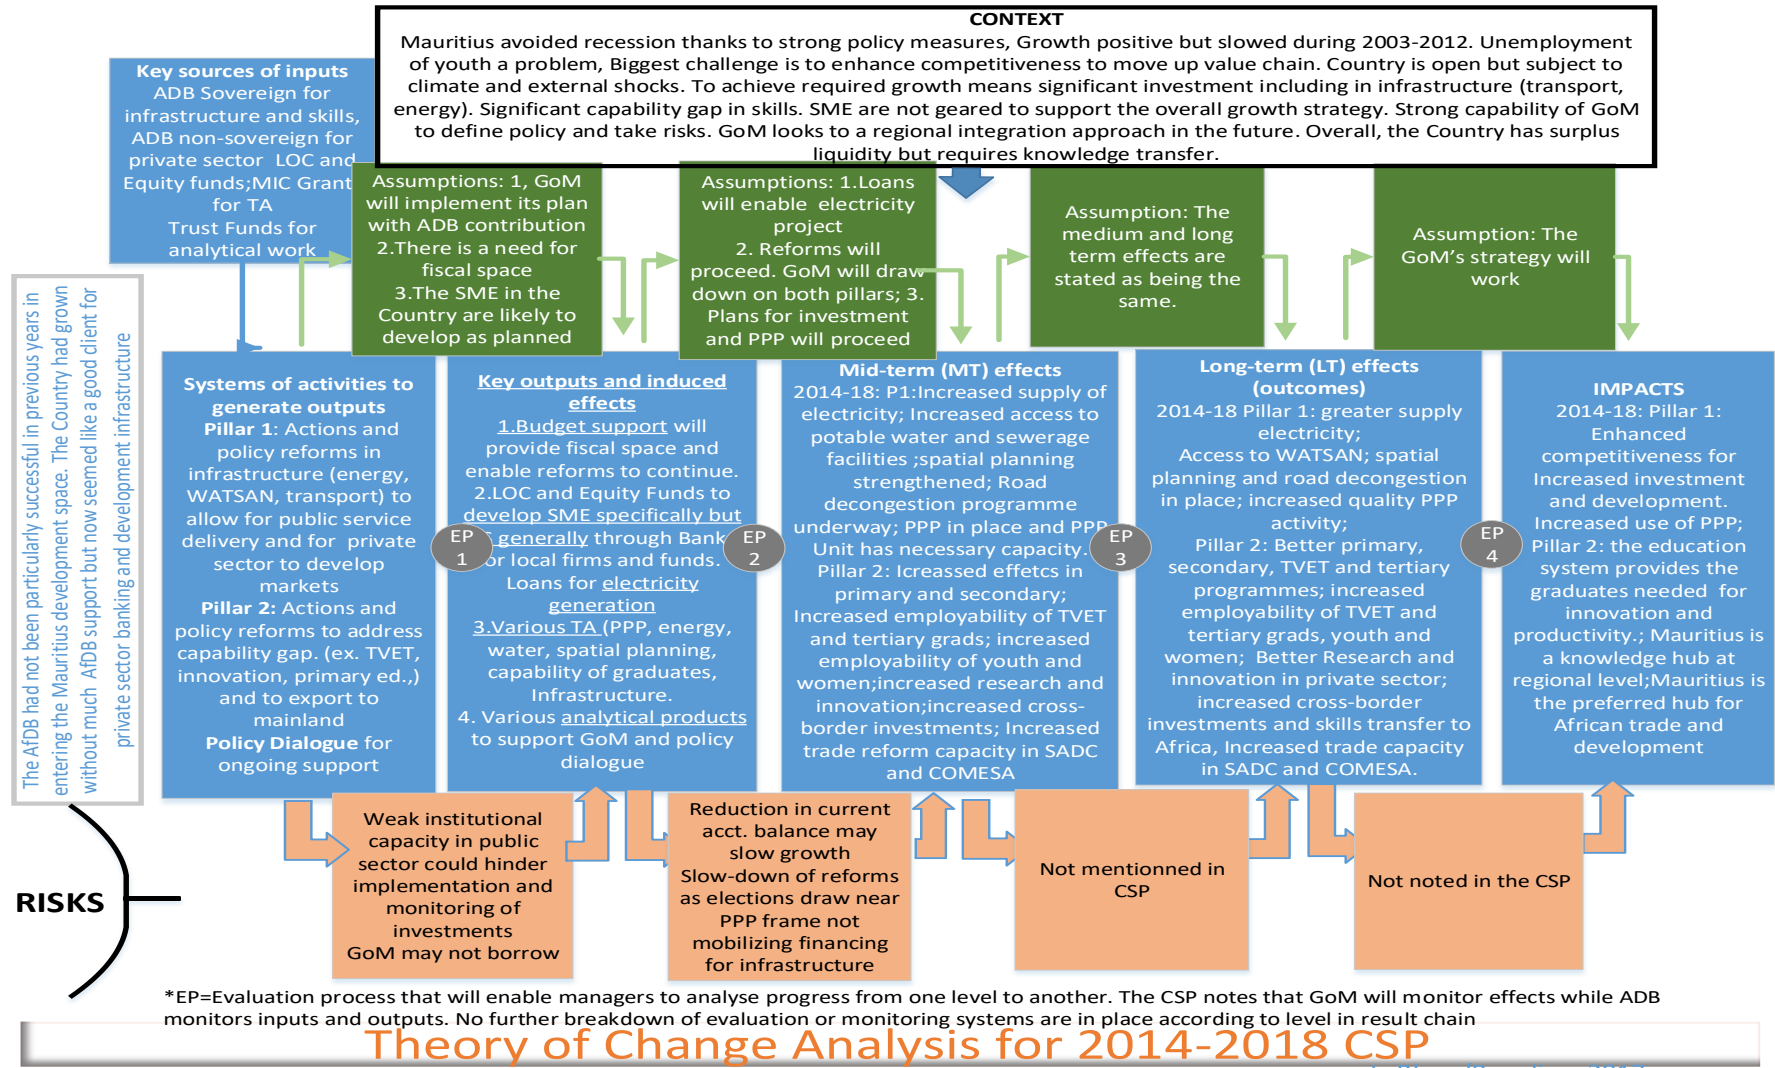 CONTEXT
Mauritius avoided recession thanks to strong policy measures, Growth positive but slowed during 2003-2012. Unemployment
of youth a problem, Biggest challenge is to enhance competitiveness to move up value chain. Country is open but subject to
climate and external shocks. To achieve required growth means significant investment including in infrastructure (transport,
energy). Significant capability gap in skills. SME are not geared to support the overall growth strategy. Strong capability of GoM
to define policy and take risks. GoM looks to a regional integration approach in the future. Overall, the Country has surplus
liquidity but requires knowledge transfer.
Key sources of inputs
ADB Sovereign for
infrastructure and skills,
ADB non-sovereign for
private sector LOC and
Equity funds;MIC Grant
for TA
Trust Funds for
analytical work
Assumptions: 1, GoM
will implement its plan
with ADB contribution
2.There is a need for
fiscal space
3.The SME in the
Country are likely to
develop as planned
Assumptions: 1.Loans
will enable electricity
project
2. Reforms will
proceed. GoM will draw
down on both pillars; 3.
Plans for investment
and PPP will proceed
Assumption: The
medium and long
term effects are
stated as being the
same.
Assumption: The
GoM's strategy will
work
The AfDB had not been particularly successful in previous years in
entering the Mauritius development space. The Country had grown
without much AfDB support but now seemed like a good client for
private sector banking and development infrastructure
Systems of activities to
generate outputs
Pillar 1: Actions and
policy reforms in
infrastructure (energy,
WATSAN, transport) to
allow for public service
delivery and for private
sector to develop
markets
Pillar 2: Actions and
policy reforms to address
capability gap. (ex. TVET,
innovation, primary ed.,)
and to export to
mainland
Policy Dialogue for
ongoing support
EP
1
Key outputs and induced
effects
1.Budget support will
provide fiscal space and
enable reforms to continue.
2.LOC and Equity Funds to
develop SME specifically but
generally through Bank
for local firms and funds.
Loans for electricity
generation
3.Various TA (PPP, energy,
water, spatial planning,
capability of graduates,
Infrastructure.
4. Various analytical products
to support GoM and policy
dialogue
EP
2
Mid-term (MT) effects
2014-18: P1:Increased supply of
electricity; Increased access to
potable water and sewerage
facilities ;spatial planning
strengthened; Road
decongestion programme
underway; PPP in place and PPP
Unit has necessary capacity.
Pillar 2: Icreassed effetcs in
primary and secondary;
Increased employability of TVET
and tertiary grads; increased
employability of youth and
women;increased research and
innovation;increased cross-
border investments; Increased
trade reform capacity in SADC
and COMESA
EP
3
Long-term (LT) effects
(outcomes)
2014-18 Pillar 1: greater supply
electricity;
Access to WATSAN; spatial
planning and road decongestion
in place; increased quality PPP
activity;
Pillar 2: Better primary,
secondary, TVET and tertiary
programmes; increased
employability of TVET and
tertiary grads, youth and
women; Better Research and
innovation in private sector;
increased cross-border
investments and skills transfer to
Africa, Increased trade capacity
in SADC and COMESA.
EP
4
IMPACTS
2014-18: Pillar 1:
Enhanced
competitiveness for
Increased investment
and development.
Increased use of PPP;
Pillar 2: the education
system provides the
graduates needed for
innovation and
productivity.; Mauritius is
a knowledge hub at
regional level;Mauritius is
the preferred hub for
African trade and
development
RISKS
Weak institutional
capacity in public
sector could hinder
implementation and
monitoring of
investments
GoM may not borrow
Reduction in current
acct. balance may
slow growth
Slow-down of reforms
as elections draw near
PPP frame not
mobilizing financing
for infrastructure
Not mentionned in
CSP
Not noted in the CSP
*EP=Evaluation process that will enable managers to analyse progress from one level to another. The CSP notes that GoM will monitor effects while ADB
monitors inputs and outputs. No further breakdown of evaluation or monitoring systems are in place according to level in result chain
Theory of Change Analysis for 2014-2018 CSP